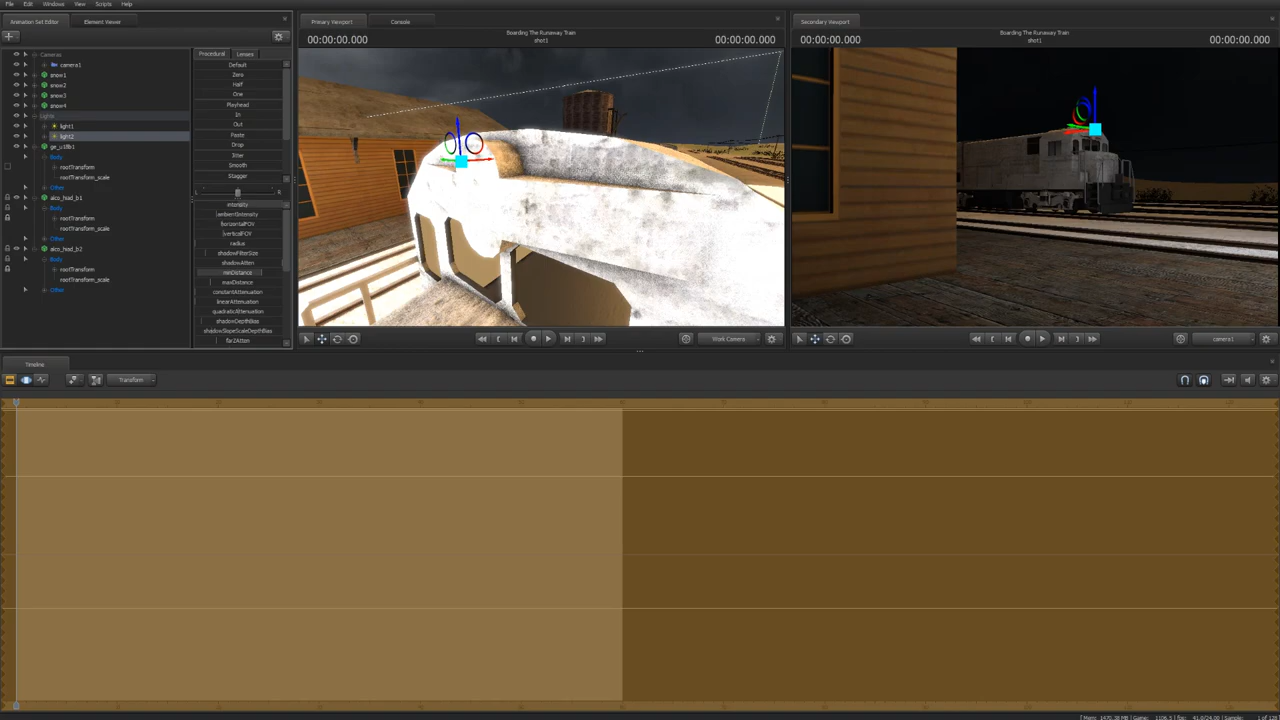 File Edit Windows View Scripts Help
Animation Set Editor Element Viewer
Cameras
camera1
snow1
snow2
snow3
snow4
Lights
light1
light2
Body
rootTransform
rootTransform_scale
Other
Body
rootTransform
rootTransform_scale
Other
Body
rootTransform
rootTransform_scale
Other
Procedural Lenses
Default
Zero
Half
One
Playhead
In
Out
Paste
Drop
Jitter
Smooth
Stagger
L R
intensity
ambientIntensity
horizontalFOV
verticalFOV
radius
shadowFilterSize
shadowAtten
minDistance
maxDistance
constantAttenuation
linearAttenuation
quadraticAttenuation
shadowDepthBias
shadowSlopeScaleDepthBias
farZAtten
Primary Viewport Console
00:00:00.000
Boarding The Runaway Train
shot1
00:00:00.000
Work Camera
Secondary Viewport
00:00:00.000
Boarding The Runaway Train
shot1
00:00:00.000
camera1
Timeline
Transform